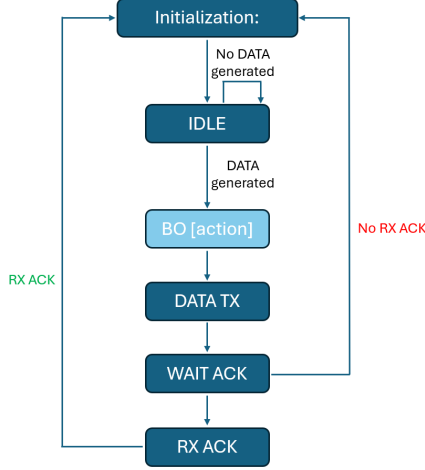 Initialization:
No DATA
generated
IDLE
DATA
generated
BO [action]
No RX ACK
RX ACK
DATA TX
WAIT ACK
RX ACK